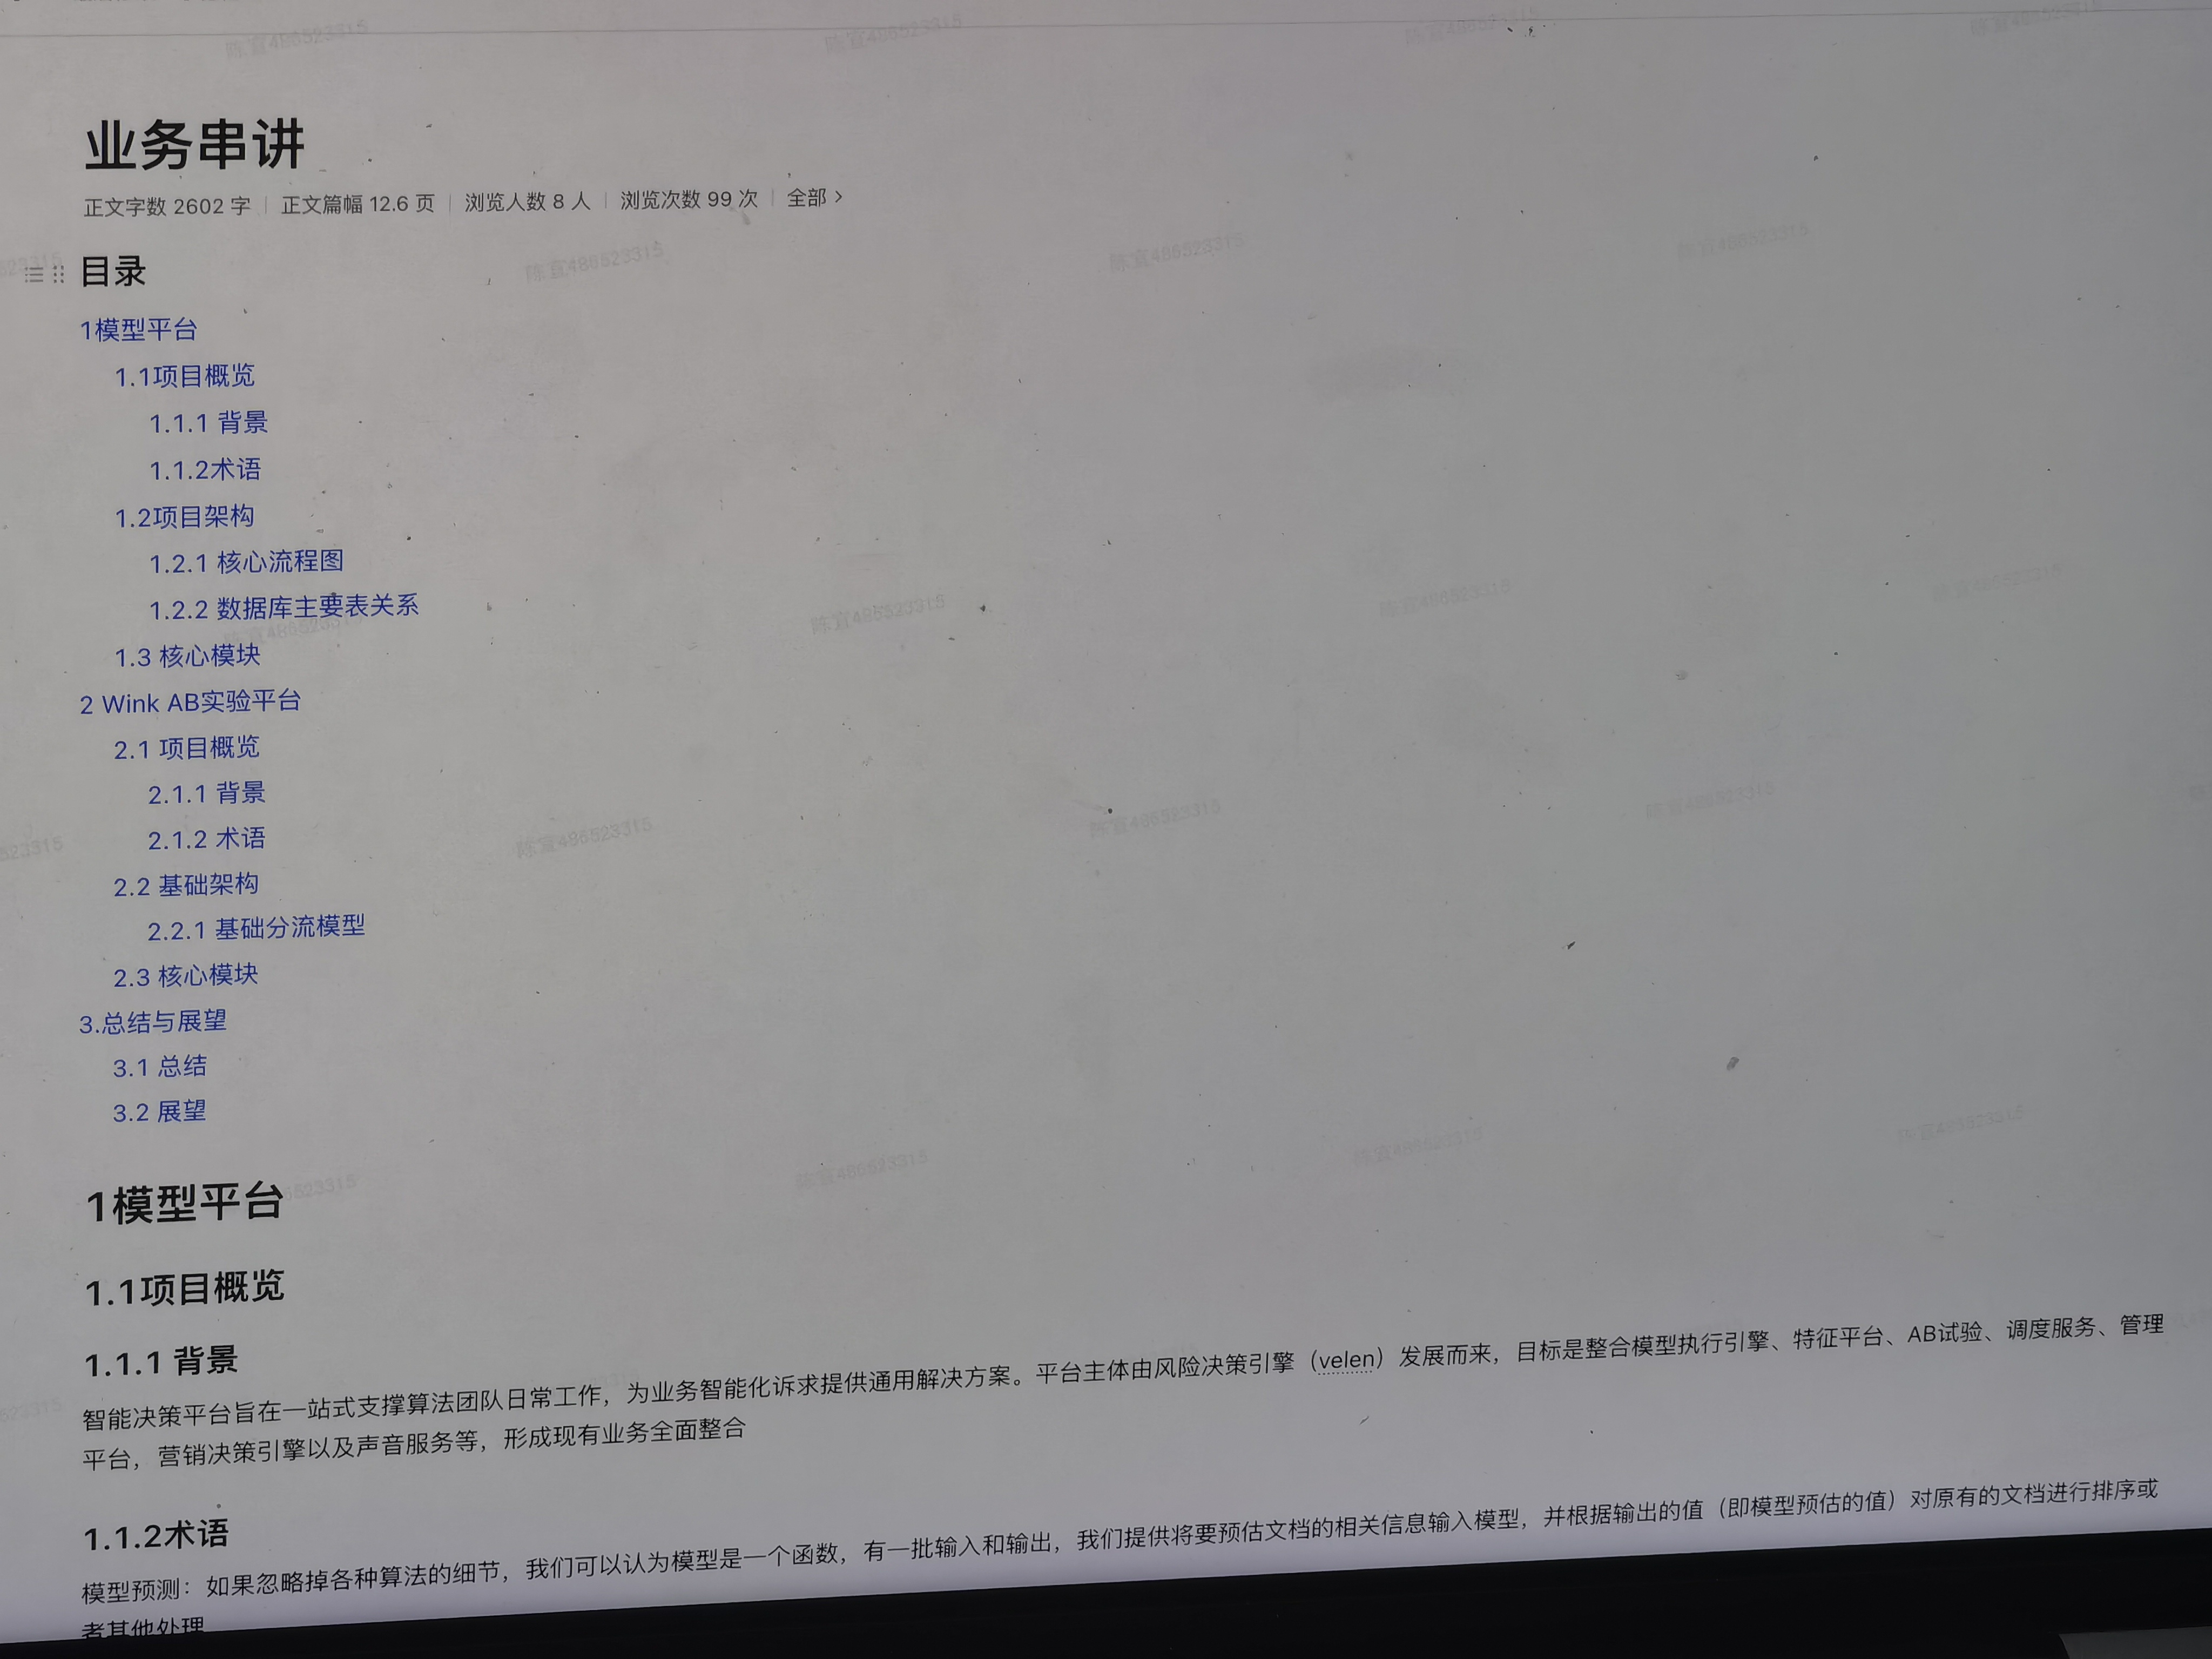 业务串讲
正文字数 2602 字 | 正文篇幅 12.6 页 | 浏览人数 8 人 | 浏览次数 99 次 | 全部 >
目录
1模型平台
1.1项目概览
1.1.1 背景
1.1.2术语
1.2项目架构
1.2.1 核心流程图
1.2.2 数据库主要表关系
1.3 核心模块
2 Wink AB实验平台
2.1 项目概览
2.1.1 背景
2.1.2 术语
2.2 基础架构
2.2.1 基础分流模型
2.3 核心模块
3.总结与展望
3.1 总结
3.2 展望
1模型平台
1.1项目概览
1.1.1 背景
智能决策平台旨在一站式支撑算法团队日常工作，为业务智能化诉求提供通用解决方案。平台主体由风险决策引擎（velen）发展而来，目标是整合模型执行引擎、特征平台、AB试验、调度服务、管理
平台，营销决策引擎以及声音服务等，形成现有业务全面整合
1.1.2术语
模型预测：如果忽略掉各种算法的细节，我们可以认为模型是一个函数，有一批输入和输出，我们提供将要预估文档的相关信息输入模型，并根据输出的值（即模型预估的值）对原有的文档进行排序或
者其他处理